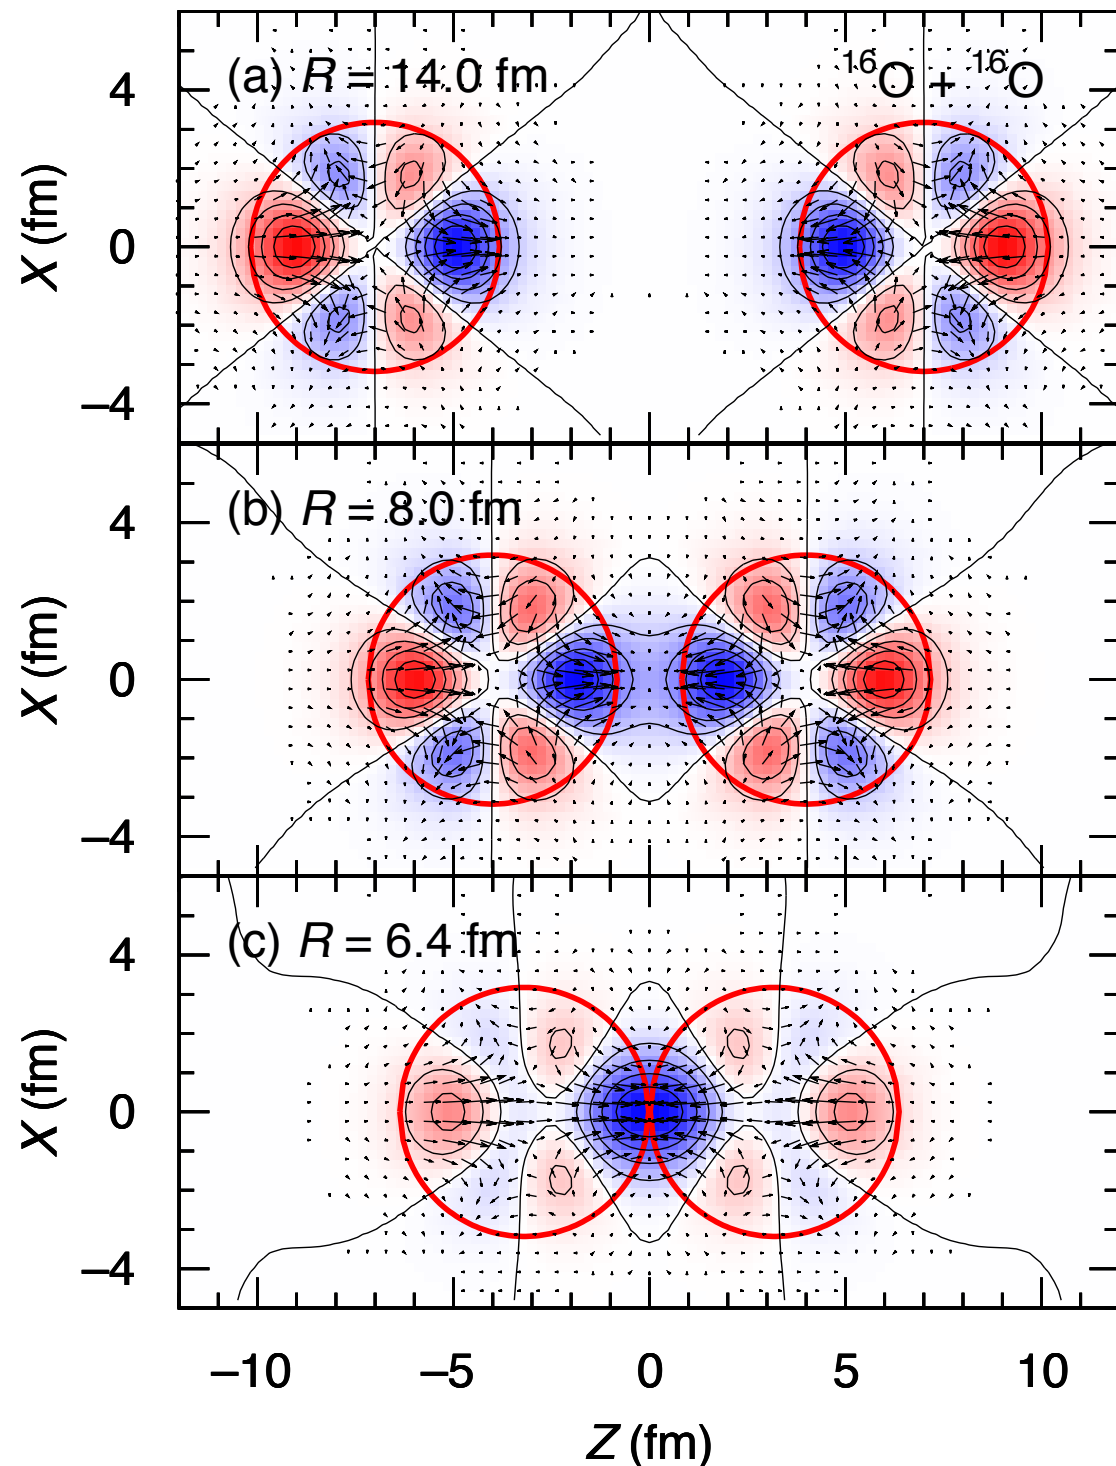 (a) R = 14.0 fm
¹⁶O + ¹⁶O
4
0
–4
X (fm)
(b) R = 8.0 fm
4
0
–4
X (fm)
(c) R = 6.4 fm
4
0
–4
X (fm)
–10 –5 0 5 10
Z (fm)